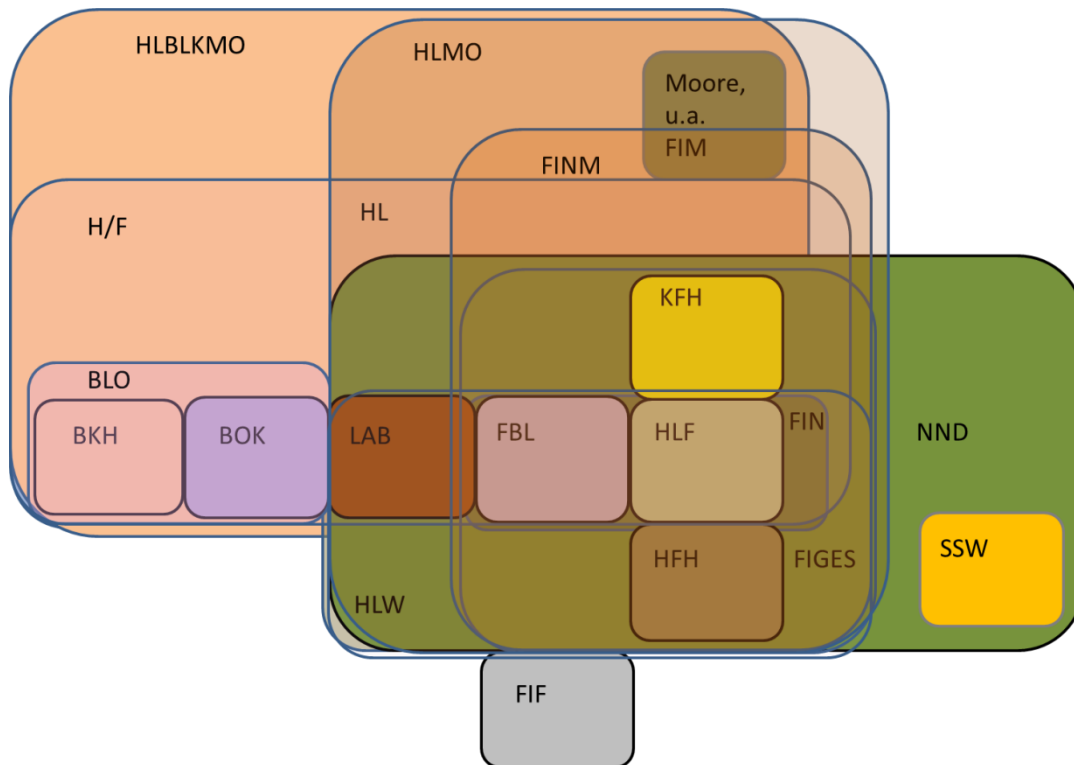 HLBLKMO
HLMO
Moore,
u.a.
FIM
FINM
H/F
HL
KFH
BLO
BKH
BOK
LAB
FBL
HLF
FIN
NND
HFH
FIGES
SSW
HLW
FIF